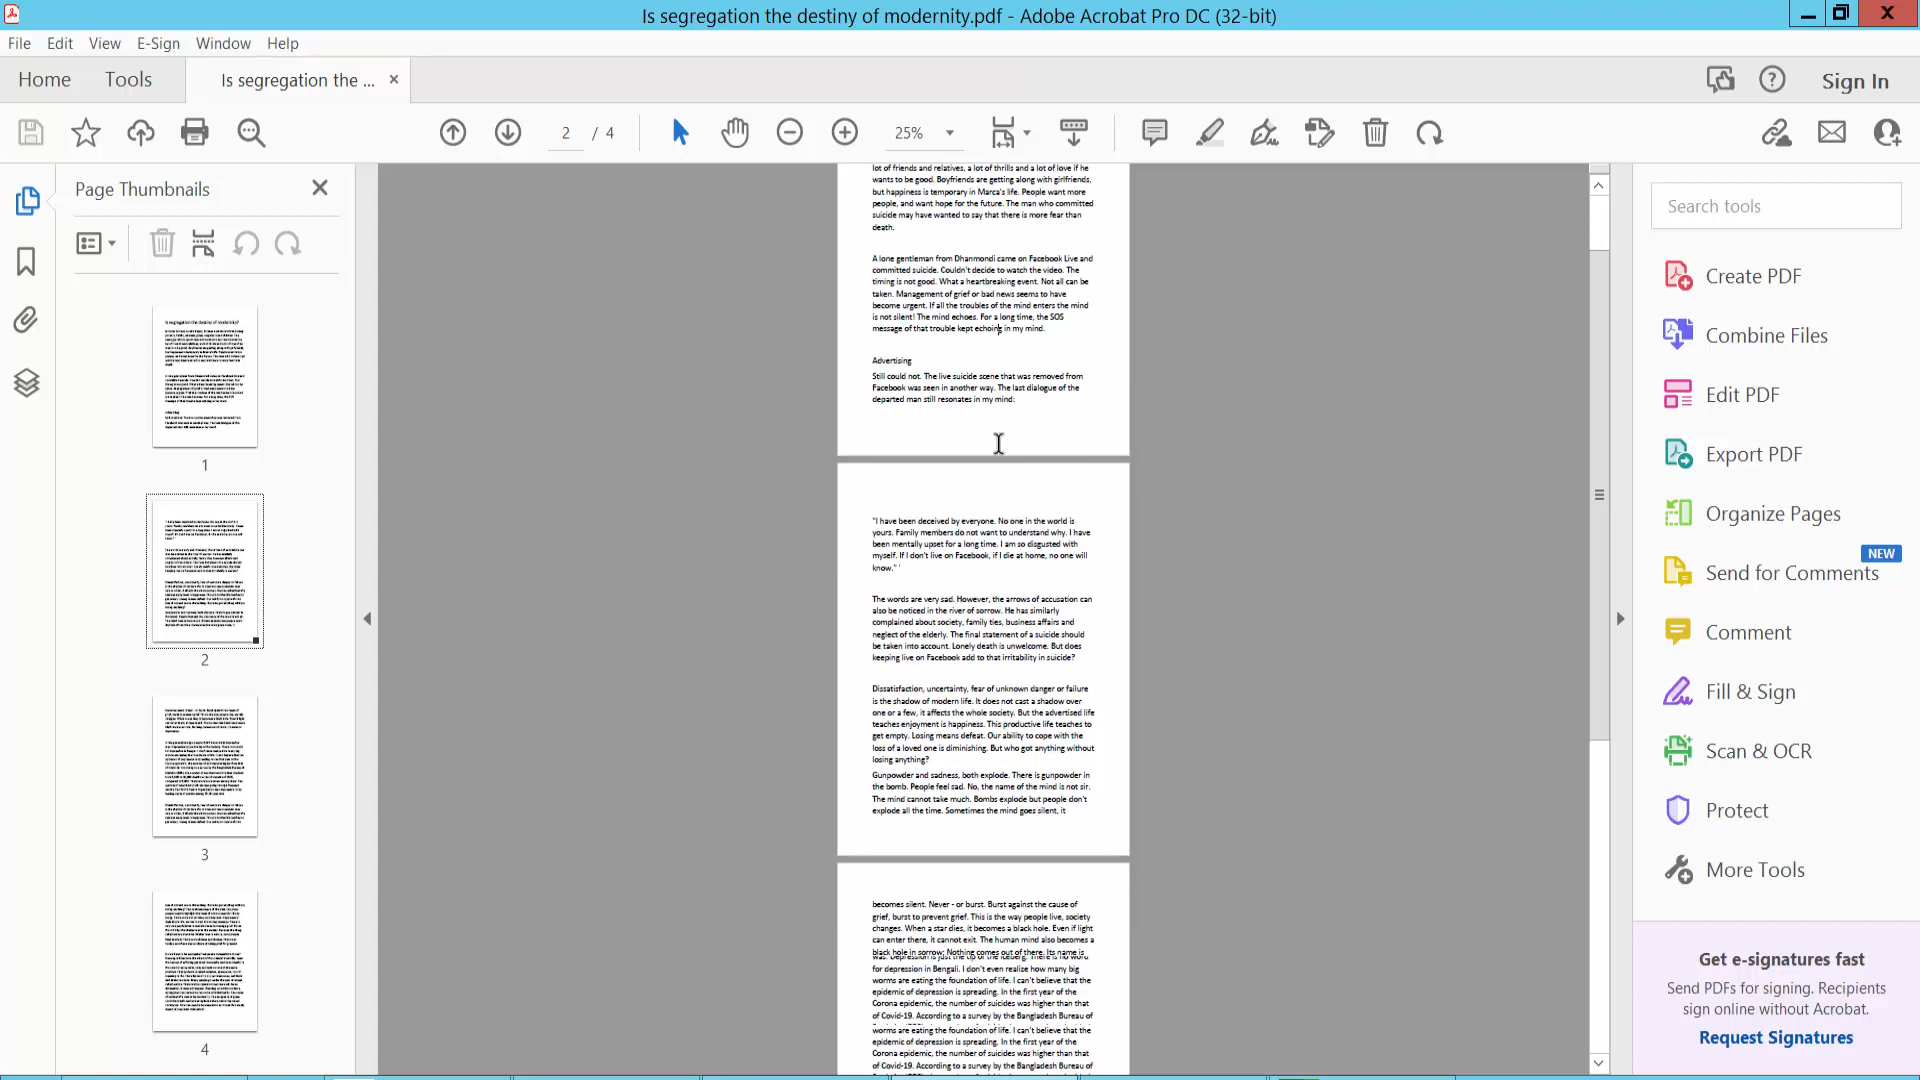 Is segregation the destiny of modernity.pdf - Adobe Acrobat Pro DC (32-bit)
File Edit View E-Sign Window Help
Home Tools Is segregation the ... ×
Sign In
2 / 4 25%
Page Thumbnails
1
2
3
4
lot of friends and relatives, a lot of thrills and a lot of love if he
wants to be good. Boyfriends are getting along with girlfriends,
but happiness is temporary in Marca's life. People want more
people, and want hope for the future. The man who committed
suicide may have wanted to say that there is more fear than
death.
A lone gentleman from Dhanmondi came on Facebook Live and
committed suicide. Couldn't decide to watch the video. The
timing is not good. What a heartbreaking event. Not all can be
taken. Management of grief or bad news seems to have
become urgent. If all the troubles of the mind enters the mind
is not silent! The mind echoes. For a long time, the SOS
message of that trouble kept echoing in my mind.
Advertising
Still could not. The live suicide scene that was removed from
Facebook was seen in another way. The last dialogue of the
departed man still resonates in my mind:
"I have been deceived by everyone. No one in the world is
yours. Family members do not want to understand why. I have
been mentally upset for a long time. I am so disgusted with
myself. If I don't live on Facebook, if I die at home, no one will
know." '
The words are very sad. However, the arrows of accusation can
also be noticed in the river of sorrow. He has similarly
complained about society, family ties, business affairs and
neglect of the elderly. The final statement of a suicide should
be taken into account. Lonely death is unwelcome. But does
keeping live on Facebook add to that irritability in suicide?
Dissatisfaction, uncertainty, fear of unknown danger or failure
is the shadow of modern life. It does not cast a shadow over
one or a few, it affects the whole society. But the advertised life
teaches enjoyment is happiness. This productive life teaches to
get empty. Losing means defeat. Our ability to cope with the
loss of a loved one is diminishing. But who got anything without
losing anything?
Gunpowder and sadness, both explode. There is gunpowder in
the bomb. People feel sad. No, the name of the mind is not sir.
The mind cannot take much. Bombs explode but people don't
explode all the time. Sometimes the mind goes silent, it
becomes silent. Never - or burst. Burst against the cause of
grief, burst to prevent grief. This is the way people live, society
changes. When a star dies, it becomes a black hole. Even if light
can enter there, it cannot exit. The human mind also becomes a
black hole in sorrow; Nothing comes out of there. Its name is
was. Depression is just the tip of the iceberg. There is no word
for depression in Bengali. I don't even realize how many big
worms are eating the foundation of life. I can't believe that the
epidemic of depression is spreading. In the first year of the
Corona epidemic, the number of suicides was higher than that
of Covid-19. According to a survey by the Bangladesh Bureau of
worms are eating the foundation of life. I can't believe that the
epidemic of depression is spreading. In the first year of the
Corona epidemic, the number of suicides was higher than that
of Covid-19. According to a survey by the Bangladesh Bureau of
Search tools
Create PDF
Combine Files
Edit PDF
Export PDF
Organize Pages
NEW
Send for Comments
Comment
Fill & Sign
Scan & OCR
Protect
More Tools
Get e-signatures fast
Send PDFs for signing. Recipients
sign online without Acrobat.
Request Signatures